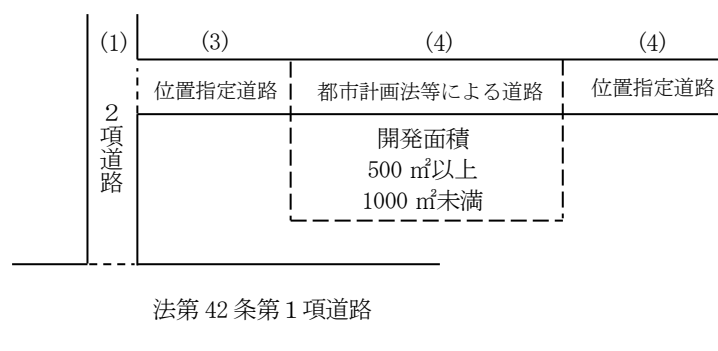 (1)
(3)
(4)
(4)
位置指定道路
都市計画法等による道路
位置指定道路
２項道路
開発面積
500 ㎡以上
1000 ㎡未満
法第 42 条第１項道路